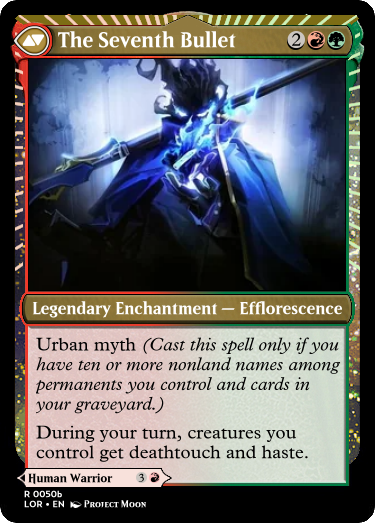 The Seventh Bullet 2
Legendary Enchantment — Efflorescence
Urban myth (Cast this spell only if you
have ten or more nonland names among
permanents you control and cards in
your graveyard.)
During your turn, creatures you
control get deathtouch and haste.
Human Warrior 3
R 0050b
LOR • EN Protect Moon